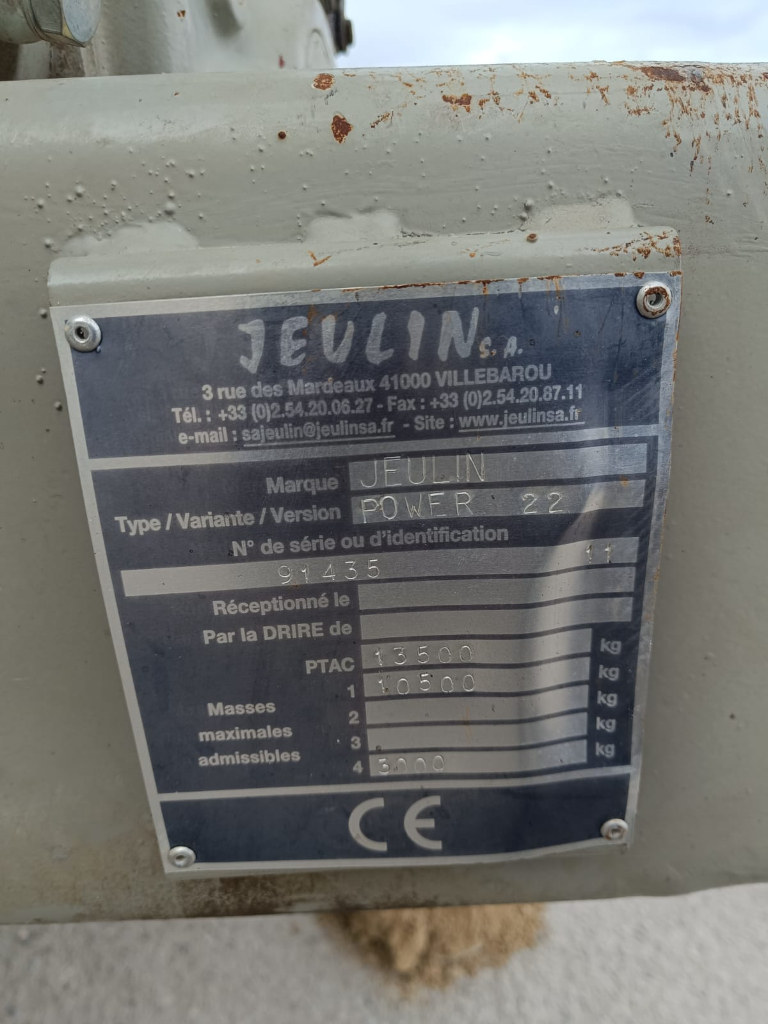 JEULIN S.A.
3 rue des Mardeaux 41000 VILLEBAROU
Tél. : +33 (0)2.54.20.06.27 - Fax : +33 (0)2.54.20.87.11
e-mail : sajeulin@jeulinsa.fr - Site : www.jeulinsa.fr
Marque JEULIN
Type / Variante / Version POWER 22
N° de série ou d'identification
91435 11
Réceptionné le
Par la DRIRE de
PTAC 13500 kg
1 10500 kg
Masses maximales admissibles
2 kg
3 kg
4 3000 kg
CE